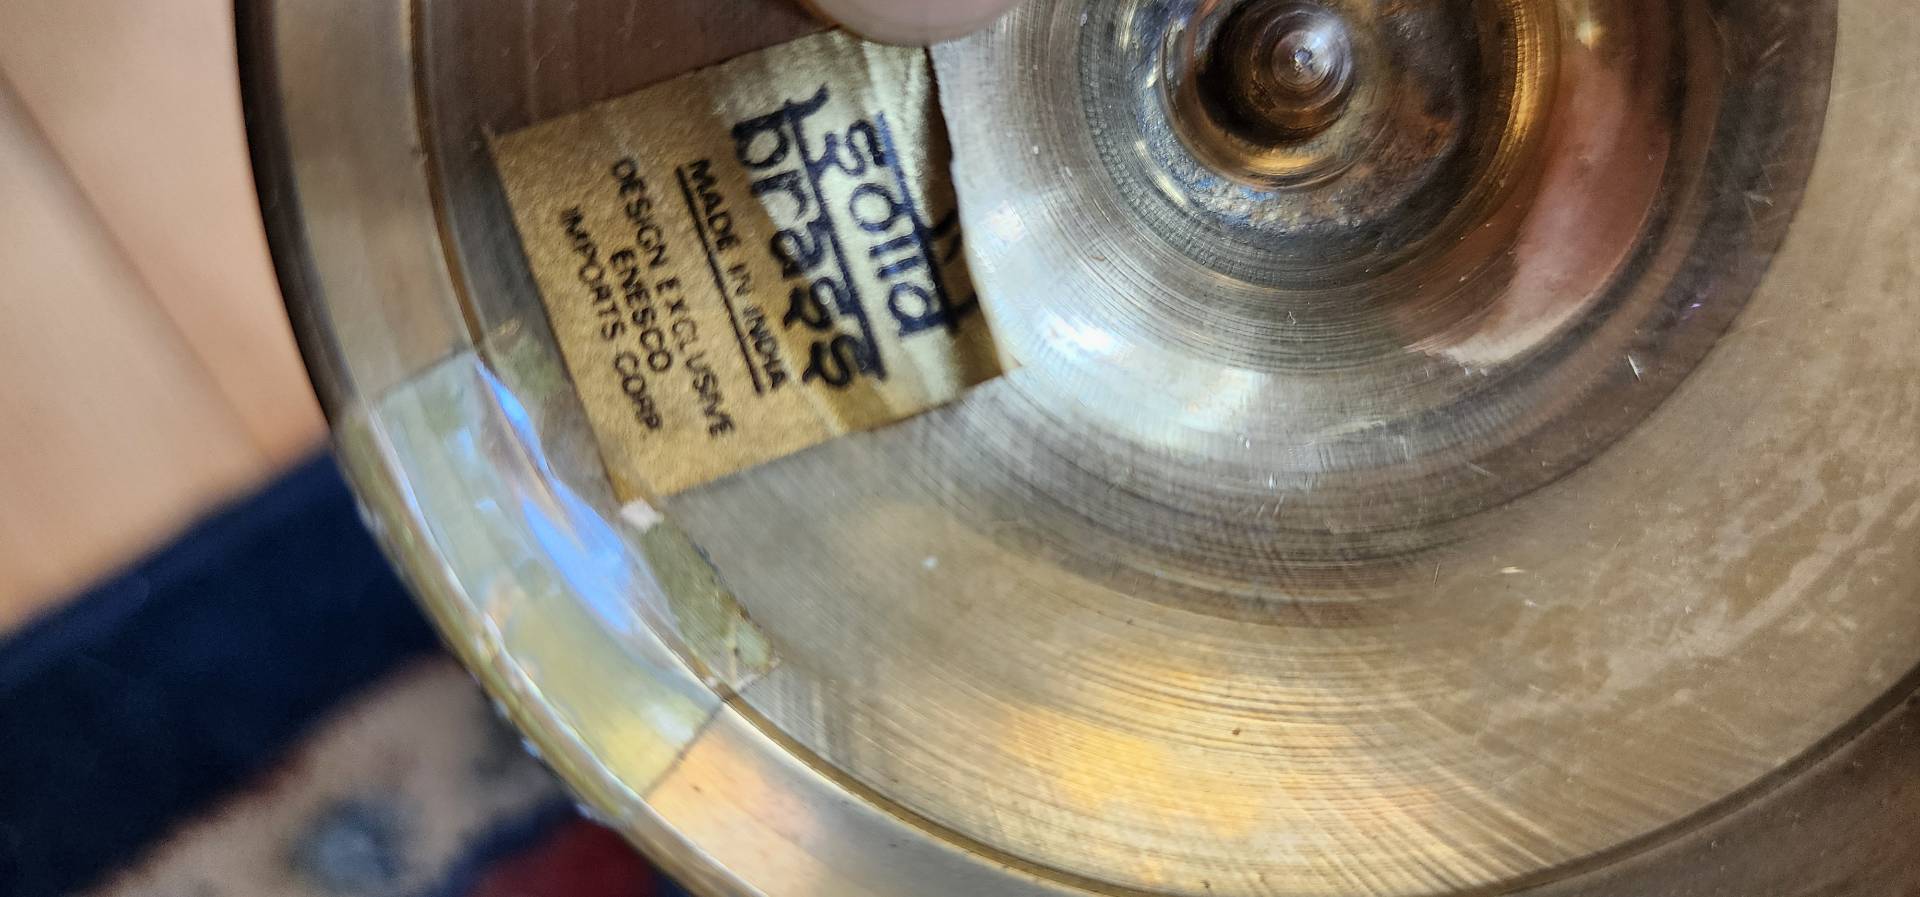 solid
brass
MADE IN INDIA
DESIGN EXCLUSIVE
ENESCO
IMPORTS CORP.